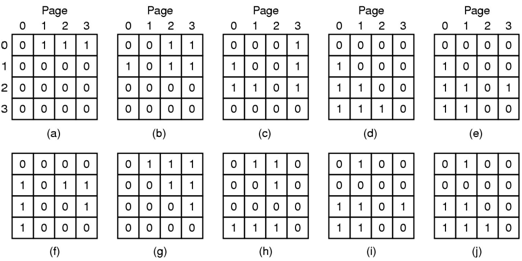 Page Page Page Page Page
0 1 2 3 0 1 2 3 0 1 2 3 0 1 2 3 0 1 2 3
0 0 1 1 1 0 0 1 1 0 0 0 1 0 0 0 0 0 0 0 0
1 0 0 0 0 1 0 1 1 1 0 0 1 1 0 0 0 1 0 0 0
2 0 0 0 0 0 0 0 0 1 1 0 1 1 1 0 0 1 1 0 1
3 0 0 0 0 0 0 0 0 0 0 0 0 1 1 1 0 1 1 0 0
(a) (b) (c) (d) (e)
0 0 0 0 0 1 1 1 0 1 1 0 0 1 0 0 0 1 0 0
1 0 1 1 0 0 1 1 0 0 1 0 0 0 0 0 0 0 0 0
1 0 0 1 0 0 0 1 0 0 0 0 1 1 0 1 1 1 0 0
1 0 0 0 0 0 0 0 1 1 1 0 1 1 0 0 1 1 1 0
(f) (g) (h) (i) (j)